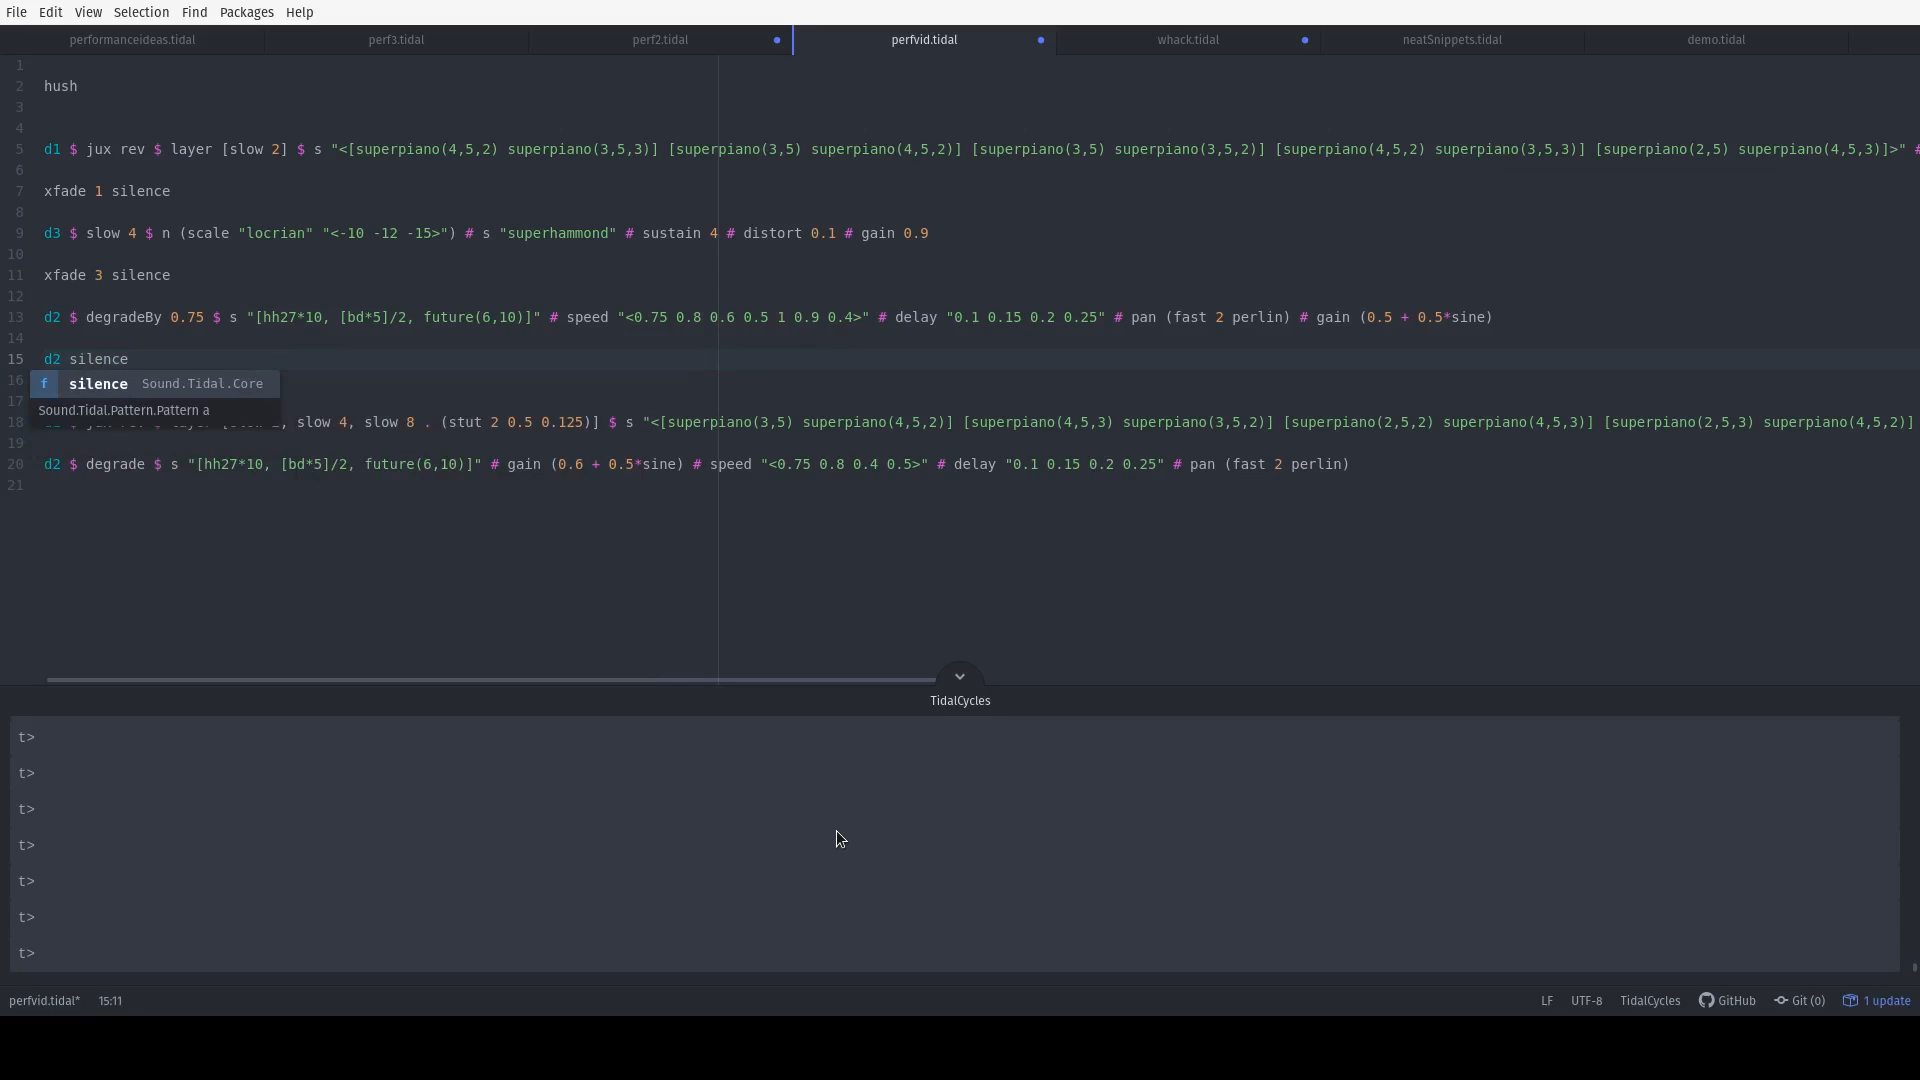 File Edit View Selection Find Packages Help
performanceideas.tidal perf3.tidal perf2.tidal perfvid.tidal whack.tidal neatSnippets.tidal demo.tidal
1
2 hush
3
4
5 d1 $ jux rev $ layer [slow 2] $ s "<[superpiano(4,5,2) superpiano(3,5,3)] [superpiano(3,5) superpiano(4,5,2)] [superpiano(3,5) superpiano(3,5,2)] [superpiano(4,5,2) superpiano(3,5,3)] [superpiano(2,5) superpiano(4,5,3)]>" #
6
7 xfade 1 silence
8
9 d3 $ slow 4 $ n (scale "locrian" "<-10 -12 -15>") # s "superhammond" # sustain 4 # distort 0.1 # gain 0.9
10
11 xfade 3 silence
12
13 d2 $ degradeBy 0.75 $ s "[hh27*10, [bd*5]/2, future(6,10)]" # speed "<0.75 0.8 0.6 0.5 1 0.9 0.4>" # delay "0.1 0.15 0.2 0.25" # pan (fast 2 perlin) # gain (0.5 + 0.5*sine)
14
15 d2 silence
16 f silence Sound.Tidal.Core
17 Sound.Tidal.Pattern.Pattern a
18 , slow 4, slow 8 . (stut 2 0.5 0.125)] $ s "<[superpiano(3,5) superpiano(4,5,2)] [superpiano(4,5,3) superpiano(3,5,2)] [superpiano(2,5,2) superpiano(4,5,3)] [superpiano(2,5,3) superpiano(4,5,2)]
19
20 d2 $ degrade $ s "[hh27*10, [bd*5]/2, future(6,10)]" # gain (0.6 + 0.5*sine) # speed "<0.75 0.8 0.4 0.5>" # delay "0.1 0.15 0.2 0.25" # pan (fast 2 perlin)
21
TidalCycles
t>
t>
t>
t>
t>
t>
t>
perfvid.tidal* 15:11 LF UTF-8 TidalCycles GitHub Git (0) 1 update